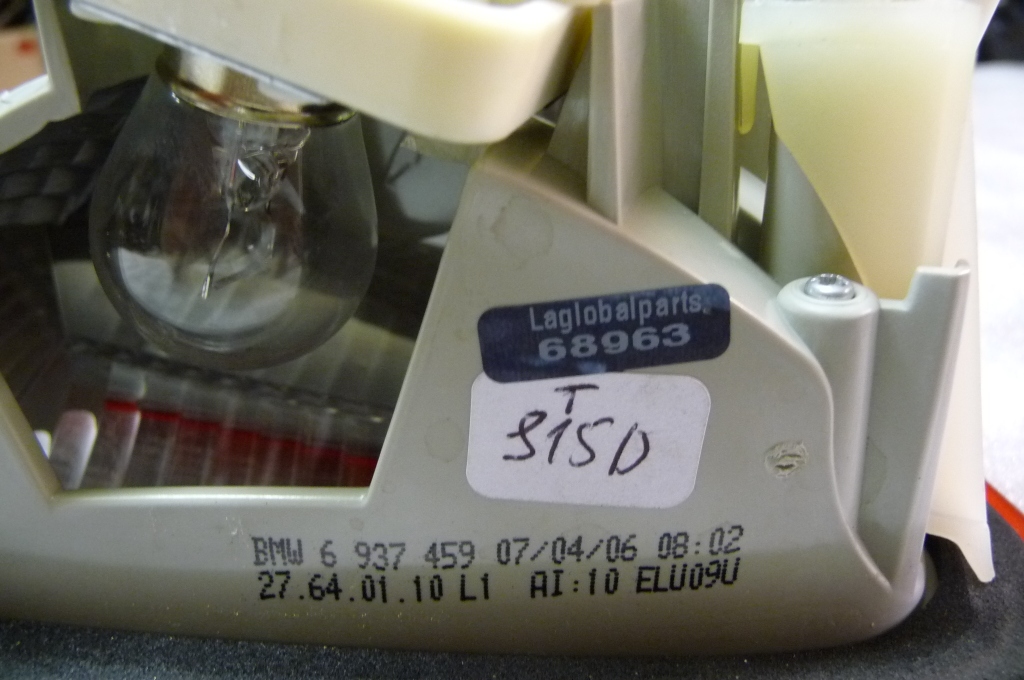 Laglobalparts.
68963
T
S15D
BMW 6 937 459 07/04/06 08:02
27.64.01.10 L1 AI:10 ELU09U